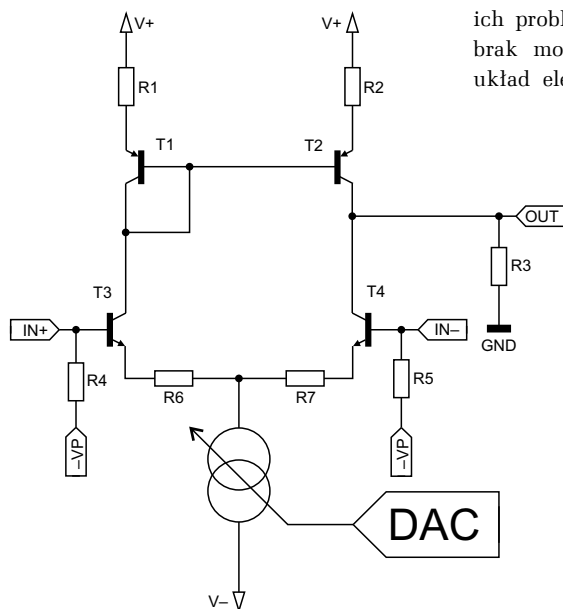 ich probl
brak mo
układ ele
V+
V+
R1
R2
T1
T2
OUT
R3
T3
T4
IN+
IN–
GND
R4
R5
R6
R7
–VP
–VP
DAC
V–